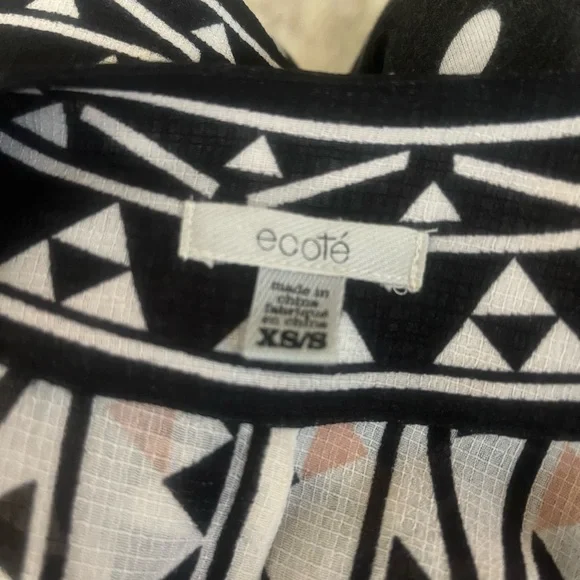 ecoté
made in
china
fabriqué
en chine
XS/S